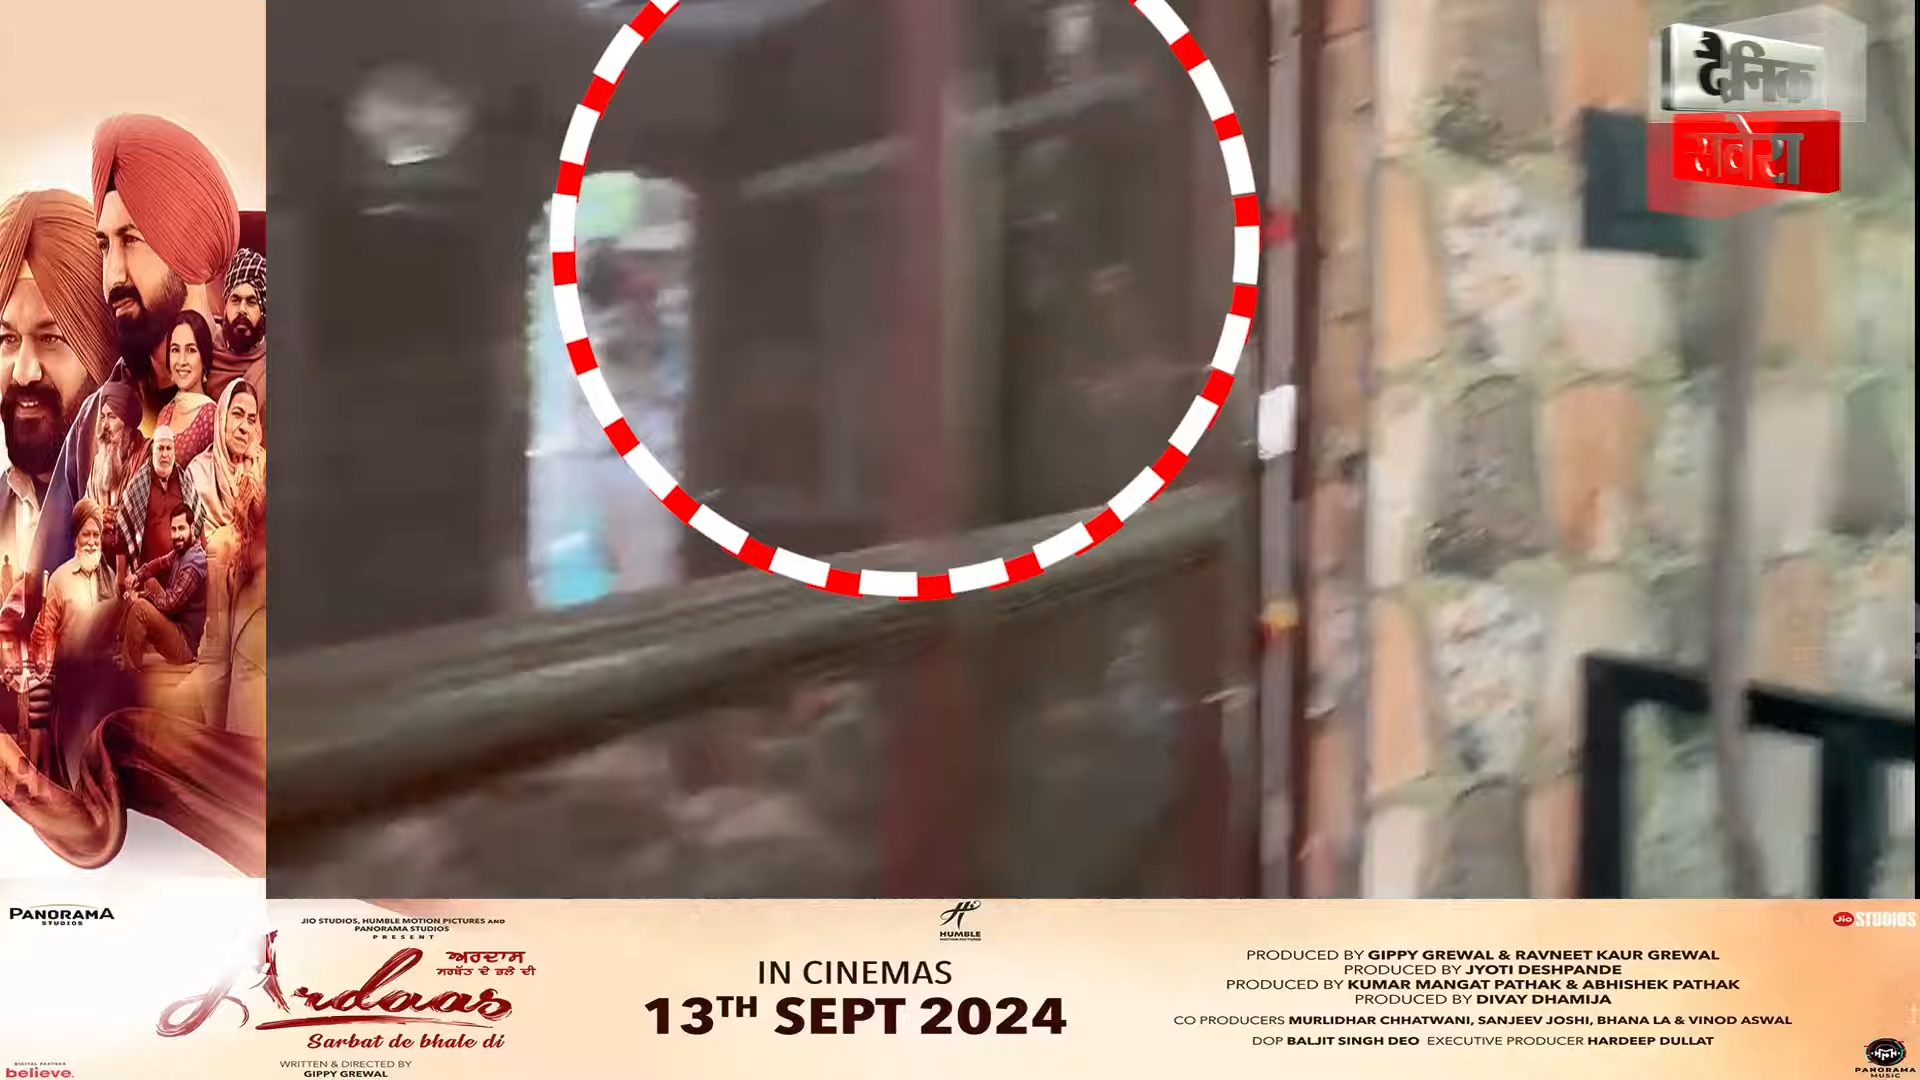 दैनिक
सवेरा
PANORAMA
STUDIOS
JIO STUDIOS, HUMBLE MOTION PICTURES AND
PANORAMA STUDIOS
PRESENT
ਅਰਦਾਸ
ਸਰਬੱਤ ਦੇ ਭਲੇ ਦੀ
Ardaas
Sarbat de bhale di
WRITTEN & DIRECTED BY
GIPPY GREWAL
DIGITAL PARTNER
believe.
HUMBLE
MOTION PICTURES
IN CINEMAS
13TH SEPT 2024
Jio STUDIOS
PRODUCED BY GIPPY GREWAL & RAVNEET KAUR GREWAL
PRODUCED BY JYOTI DESHPANDE
PRODUCED BY KUMAR MANGAT PATHAK & ABHISHEK PATHAK
PRODUCED BY DIVAY DHAMIJA
CO PRODUCERS MURLIDHAR CHHATWANI, SANJEEV JOSHI, BHANA LA & VINOD ASWAL
DOP BALJIT SINGH DEO EXECUTIVE PRODUCER HARDEEP DULLAT
PANORAMA
MUSIC